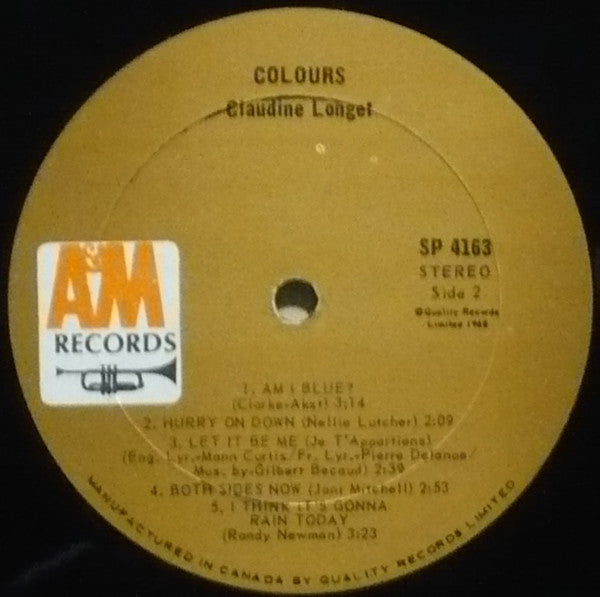 COLOURS
Claudine Longet
A&M
RECORDS
SP 4163
STEREO
Side 2
©Quality Records
Limited 1968
1. AM I BLUE?
(Clarke-Akst) 3:14
2. HURRY ON DOWN (Nellie Lutcher) 2:09
3. LET IT BE ME (Je T'Appartiens)
(Eng. Lyr.-Mann Curtis/Fr. Lyr.-Pierre Delanoe/
Mus. by-Gilbert Becaud) 2:39
4. BOTH SIDES NOW (Joni Mitchell) 2:53
5. I THINK IT'S GONNA
RAIN TODAY
(Randy Newman) 3:23
MANUFACTURED IN CANADA BY QUALITY RECORDS LIMITED